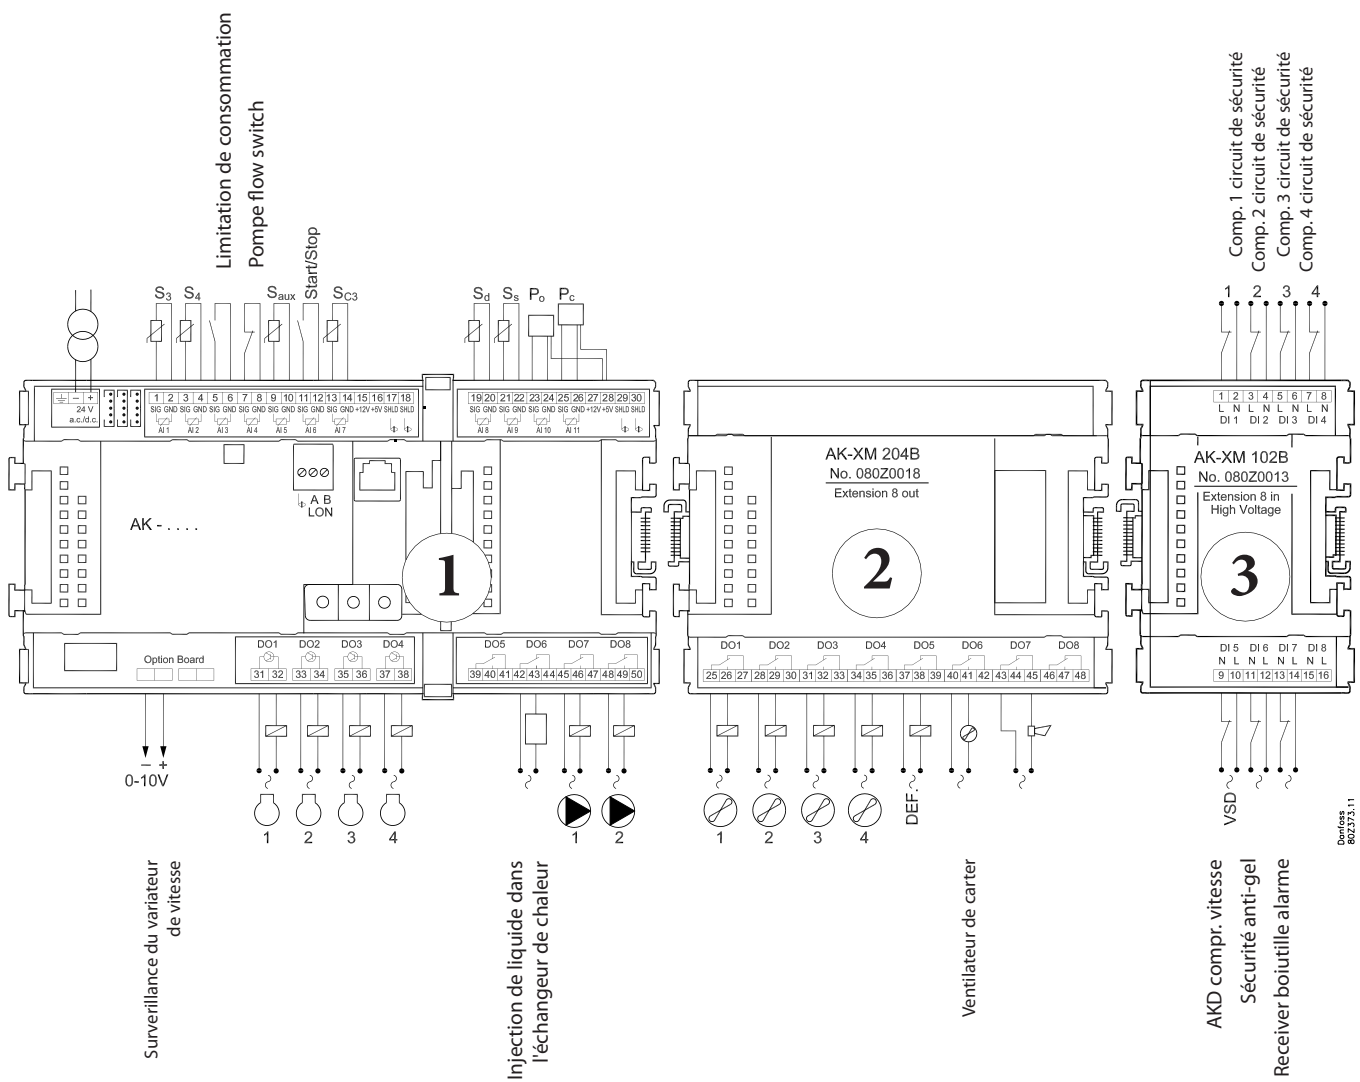 Limitation de consommation
Pompe flow switch
S3 S4 Saux Start/Stop SC3
Sd Ss Po Pc
Comp. 1 circuit de sécurité
Comp. 2 circuit de sécurité
Comp. 3 circuit de sécurité
Comp. 4 circuit de sécurité
1 2 3 4
− +
24 V
a.c./d.c.
1 2 3 4 5 6 7 8 9 10 11 12 13 14 15 16 17 18
SIG GND SIG GND SIG GND SIG GND SIG GND SIG GND SIG GND +12V +5V SHLD SHLD
AI 1 AI 2 AI 3 AI 4 AI 5 AI 6 AI 7
19 20 21 22 23 24 25 26 27 28 29 30
SIG GND SIG GND SIG GND SIG GND +12V +5V SHLD SHLD
AI 8 AI 9 AI 10 AI 11
A B
LON
AK - . . . .
1
Option Board
DO1 DO2 DO3 DO4
31 32 33 34 35 36 37 38
DO5 DO6 DO7 DO8
39 40 41 42 43 44 45 46 47 48 49 50
− +
0-10V
1 2 3 4
1 2
Surverillance du variateur
de vitesse
Injection de liquide dans
l'échangeur de chaleur
AK-XM 204B
No. 080Z0018
Extension 8 out
2
DO1 DO2 DO3 DO4 DO5 DO6 DO7 DO8
25 26 27 28 29 30 31 32 33 34 35 36 37 38 39 40 41 42 43 44 45 46 47 48
1 2 3 4
DEF.
Ventilateur de carter
1 2 3 4 5 6 7 8
L N L N L N L N
DI 1 DI 2 DI 3 DI 4
AK-XM 102B
No. 080Z0013
Extension 8 in
High Voltage
3
DI 5 DI 6 DI 7 DI 8
N L N L N L N L
9 10 11 12 13 14 15 16
VSD
AKD compr. vitesse
Sécurité anti-gel
Receiver boiutille alarme
Danfoss
80Z373.11